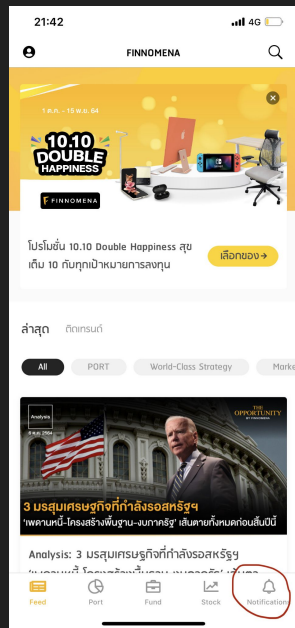 21:42
4G
FINNOMENA
1 ต.ค. - 15 พ.ย. 64
10.10
DOUBLE
HAPPINESS
FINNOMENA
โปรโมชั่น 10.10 Double Happiness สุข
เต็ม 10 กับทุกเป้าหมายการลงทุน
เลือกของ→
ล่าสุด ติดเทรนด์
All PORT World-Class Strategy Marke
Analysis
THE
OPPORTUNITY
BY FINNOMENA
3 มรสุมเศรษฐกิจที่กำลังรอสหรัฐฯ
'เพดานหนี้-โครงสร้างพื้นฐาน-งบภาครัฐ' เส้นตายทั้งหมดก่อนสิ้นปีนี้
Analysis: 3 มรสุมเศรษฐกิจที่กำลังรอสหรัฐฯ
Feed Port Fund Stock Notification